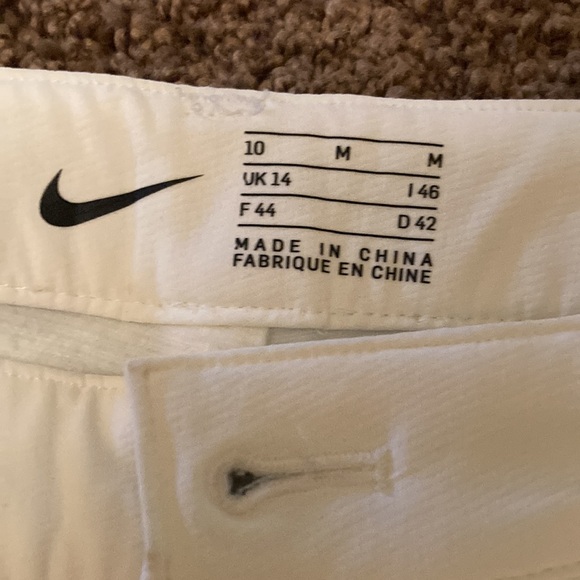 10 M M
UK 14 I 46
F 44 D 42
MADE IN CHINA
FABRIQUE EN CHINE